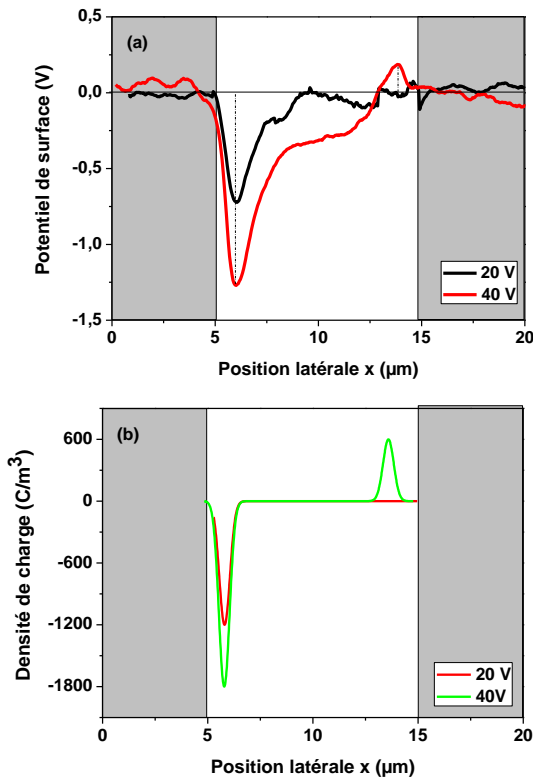 (a)
Potentiel de surface (V)
0,5
0,0
-0,5
-1,0
-1,5
20 V
40 V
0 5 10 15 20
Position latérale x (µm)
(b)
Densité de charge (C/m³)
600
0
-600
-1200
-1800
20 V
40V
0 5 10 15 20
Position latérale x (µm)